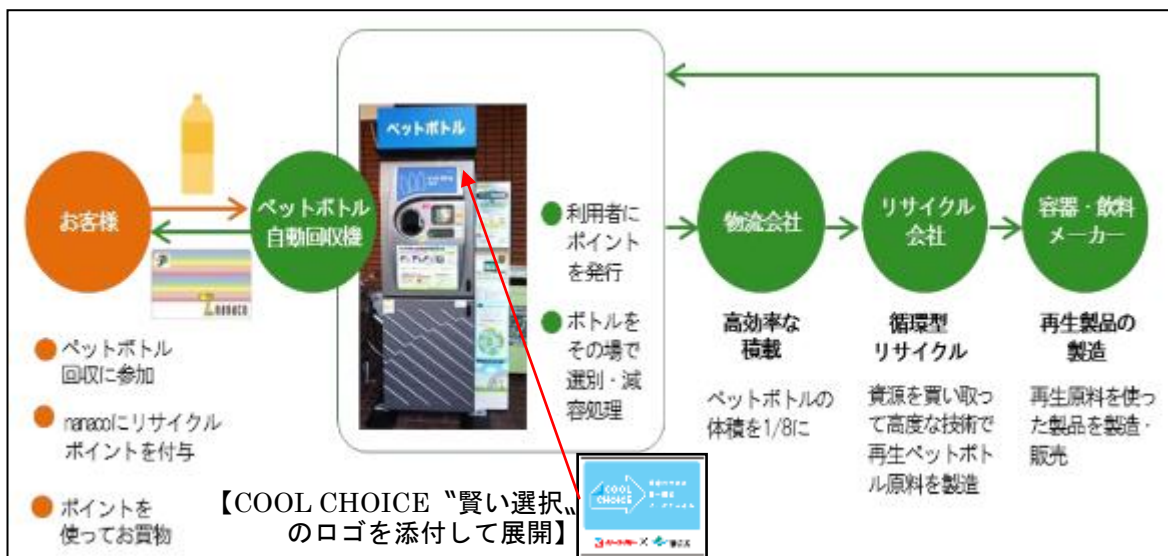 お客様
ペットボトル
自動回収機
nanaco
ペットボトル
利用者に
ポイント
を発行
ボトルを
その場で
選別・減
容処理
物流会社
リサイクル
会社
容器・飲料
メーカー
高効率な
積載
循環型
リサイクル
再生製品の
製造
ペットボトルの
体積を1/8に
資源を買い取っ
て高度な技術で
再生ペットボト
ル原料を製造
再生原料を使っ
た製品を製造・
販売
ペットボトル
回収に参加
nanacoにリサイクル
ポイントを付与
ポイントを
使ってお買物
【COOL CHOICE〝賢い選択〟
のロゴを添付して展開】
COOL
CHOICE